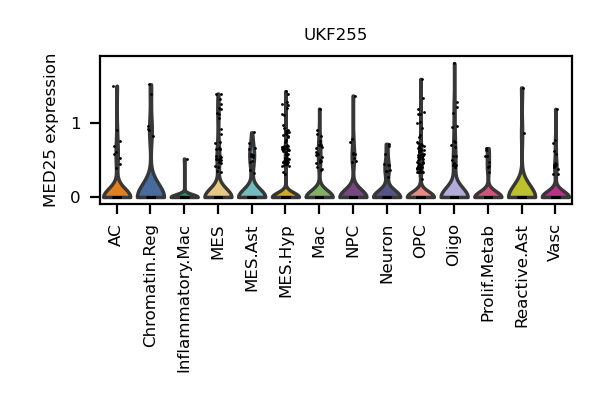 UKF255
MED25 expression
1
0
AC
Chromatin.Reg
Inflammatory.Mac
MES
MES.Ast
MES.Hyp
Mac
NPC
Neuron
OPC
Oligo
Prolif.Metab
Reactive.Ast
Vasc